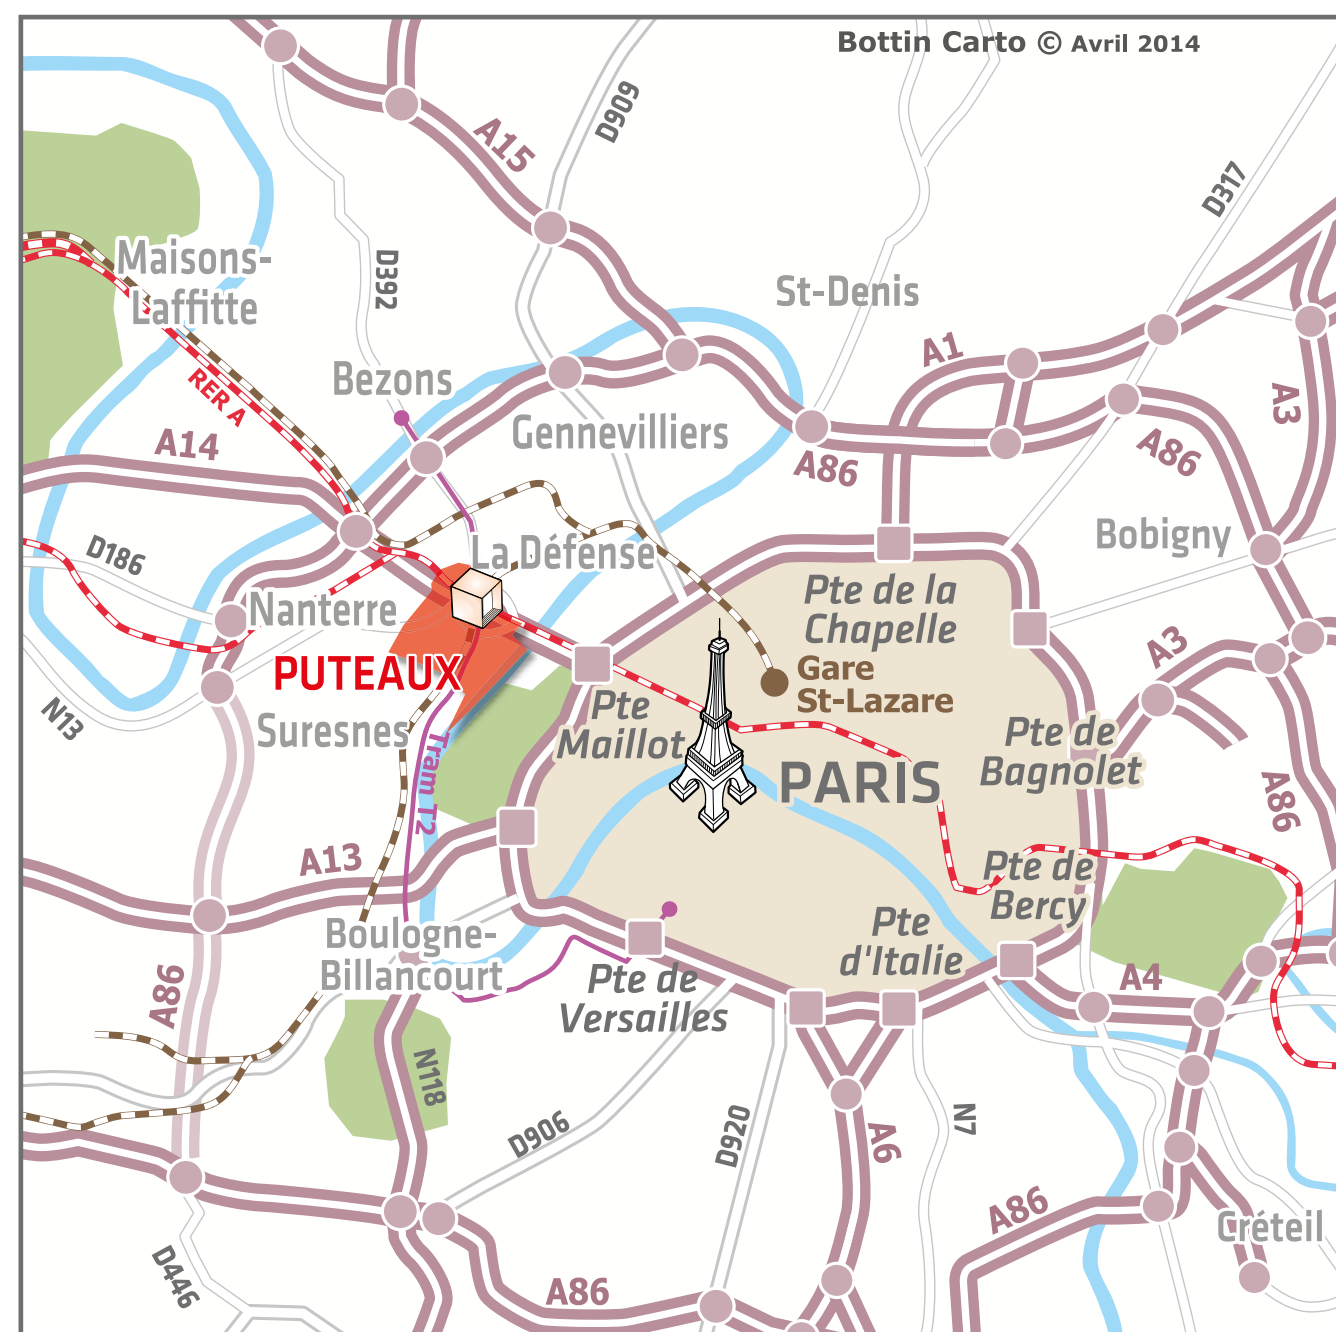 Bottin Carto © Avril 2014
D909
A15
D317
Maisons-
Laffitte
D392
St-Denis
A1
RER A
Bezons
A3
A14
Gennevilliers
A86
A86
D186
La Défense
Bobigny
Nanterre
Pte de la
Chapelle
A3
PUTEAUX
Gare
St-Lazare
N13
Suresnes
Pte
Maillot
Pte de
Bagnolet
Tram T2
PARIS
A86
A13
Pte de
Bercy
Boulogne-
Billancourt
Pte
d'Italie
A86
Pte de
Versailles
A4
N118
D906
D920
A6
N7
A86
Créteil
D446
A86